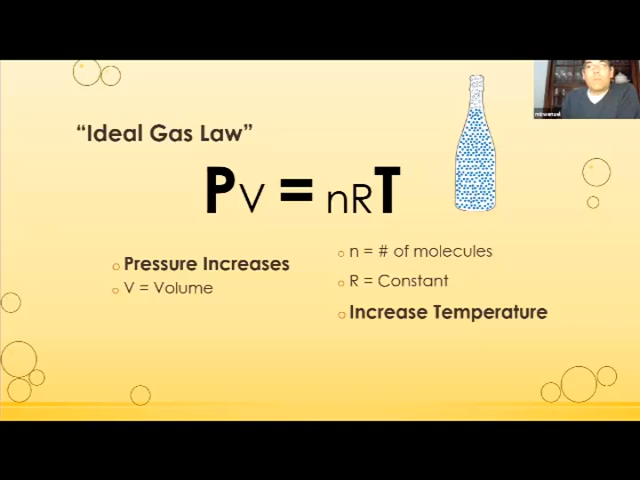 “Ideal Gas Law”
PV = nRT
Pressure Increases
V = Volume
n = # of molecules
R = Constant
Increase Temperature